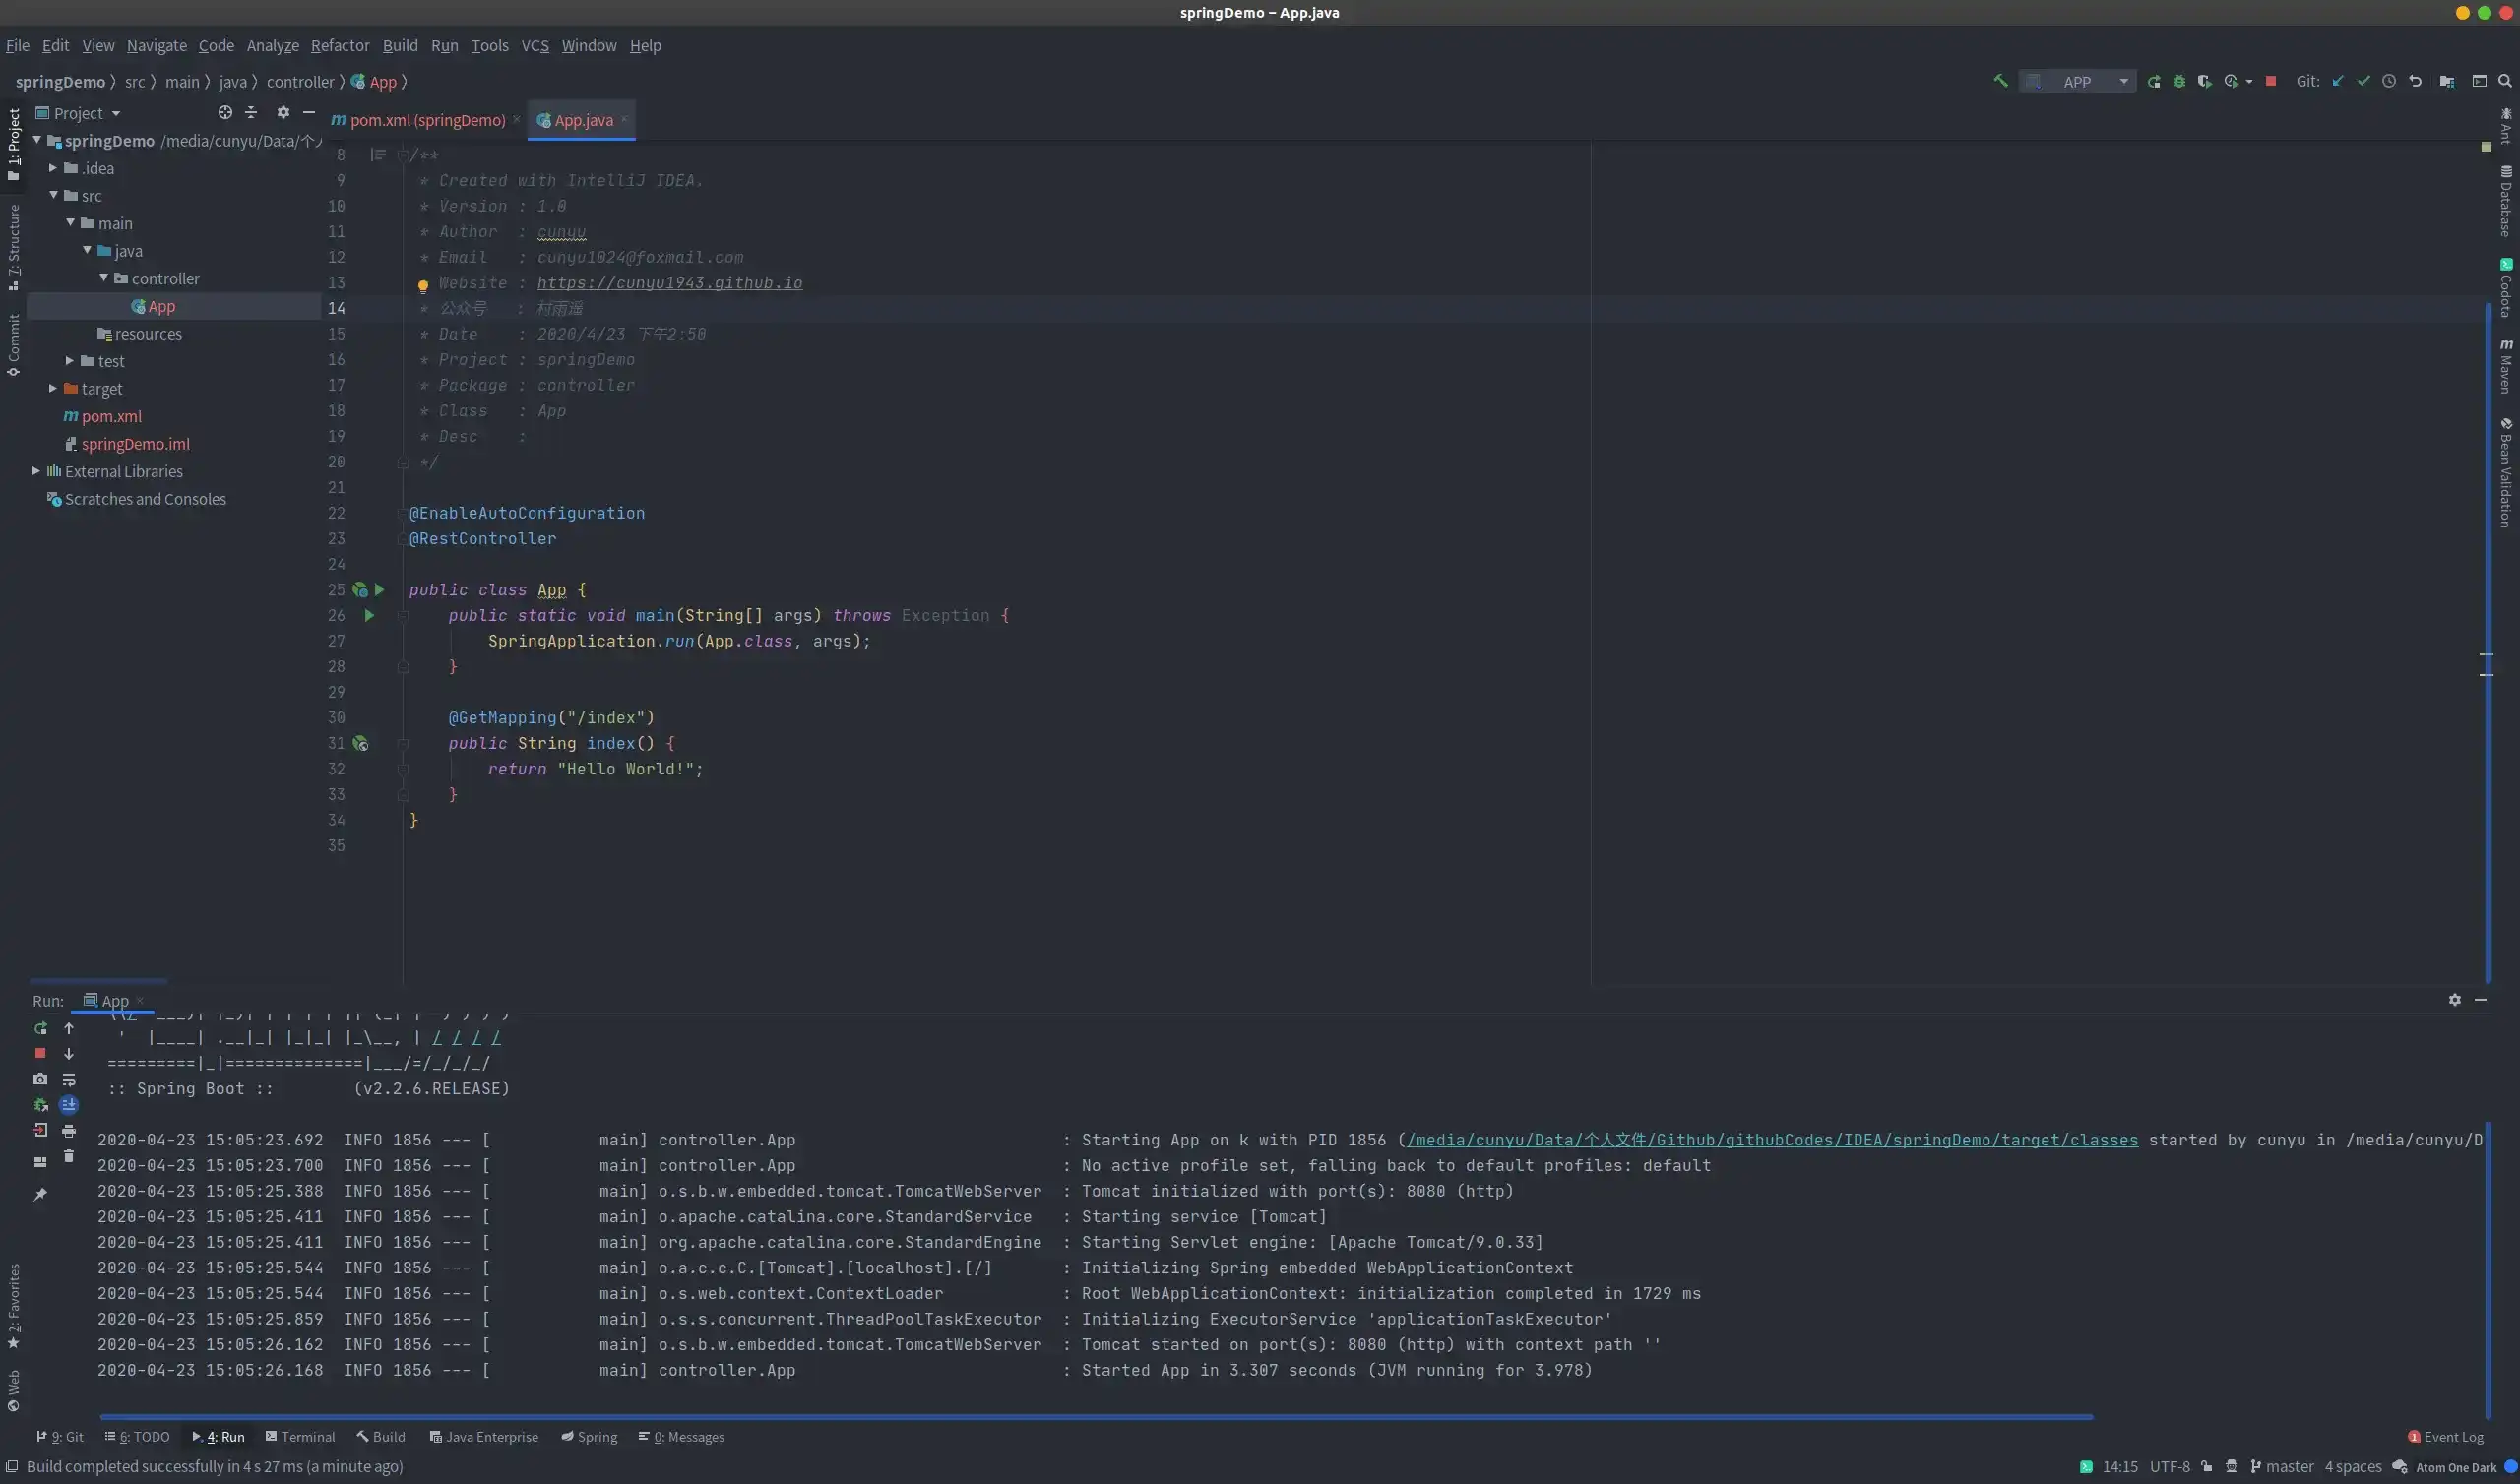 springDemo – App.java
File Edit View Navigate Code Analyze Refactor Build Run Tools VCS Window Help
springDemo 〉 src 〉 main 〉 java 〉 controller 〉 App 〉
APP
Git:
1: Project
7: Structure
Commit
2: Favorites
Web
Project
springDemo /media/cunyu/Data/个
.idea
src
main
java
controller
App
resources
test
target
pom.xml
springDemo.iml
External Libraries
Scratches and Consoles
pom.xml (springDemo) × App.java ×
8 /**
9 * Created with IntelliJ IDEA.
10 * Version : 1.0
11 * Author : cunyu
12 * Email : cunyu1024@foxmail.com
13 Website : https://cunyu1943.github.io
14 * 公众号 : 村雨遥
15 * Date : 2020/4/23 下午2:50
16 * Project : springDemo
17 * Package : controller
18 * Class : App
19 * Desc :
20 */
21
22 @EnableAutoConfiguration
23 @RestController
24
25 public class App {
26 public static void main(String[] args) throws Exception {
27 SpringApplication.run(App.class, args);
28 }
29
30 @GetMapping("/index")
31 public String index() {
32 return "Hello World!";
33 }
34 }
35
Ant
Database
Codota
Maven
Bean Validation
Run: App ×
' |____| .__|_| |_|_| |_\__, | / / / /
=========|_|==============|___/=/_/_/_/
:: Spring Boot :: (v2.2.6.RELEASE)
2020-04-23 15:05:23.692 INFO 1856 --- [ main] controller.App : Starting App on k with PID 1856 (/media/cunyu/Data/个人文件/Github/githubCodes/IDEA/springDemo/target/classes started by cunyu in /media/cunyu/D
2020-04-23 15:05:23.700 INFO 1856 --- [ main] controller.App : No active profile set, falling back to default profiles: default
2020-04-23 15:05:25.388 INFO 1856 --- [ main] o.s.b.w.embedded.tomcat.TomcatWebServer : Tomcat initialized with port(s): 8080 (http)
2020-04-23 15:05:25.411 INFO 1856 --- [ main] o.apache.catalina.core.StandardService : Starting service [Tomcat]
2020-04-23 15:05:25.411 INFO 1856 --- [ main] org.apache.catalina.core.StandardEngine : Starting Servlet engine: [Apache Tomcat/9.0.33]
2020-04-23 15:05:25.544 INFO 1856 --- [ main] o.a.c.c.C.[Tomcat].[localhost].[/] : Initializing Spring embedded WebApplicationContext
2020-04-23 15:05:25.544 INFO 1856 --- [ main] o.s.web.context.ContextLoader : Root WebApplicationContext: initialization completed in 1729 ms
2020-04-23 15:05:25.859 INFO 1856 --- [ main] o.s.s.concurrent.ThreadPoolTaskExecutor : Initializing ExecutorService 'applicationTaskExecutor'
2020-04-23 15:05:26.162 INFO 1856 --- [ main] o.s.b.w.embedded.tomcat.TomcatWebServer : Tomcat started on port(s): 8080 (http) with context path ''
2020-04-23 15:05:26.168 INFO 1856 --- [ main] controller.App : Started App in 3.307 seconds (JVM running for 3.978)
9: Git 6: TODO 4: Run Terminal Build Java Enterprise Spring 0: Messages 1 Event Log
Build completed successfully in 4 s 27 ms (a minute ago) 14:15 UTF-8 master 4 spaces Atom One Dark